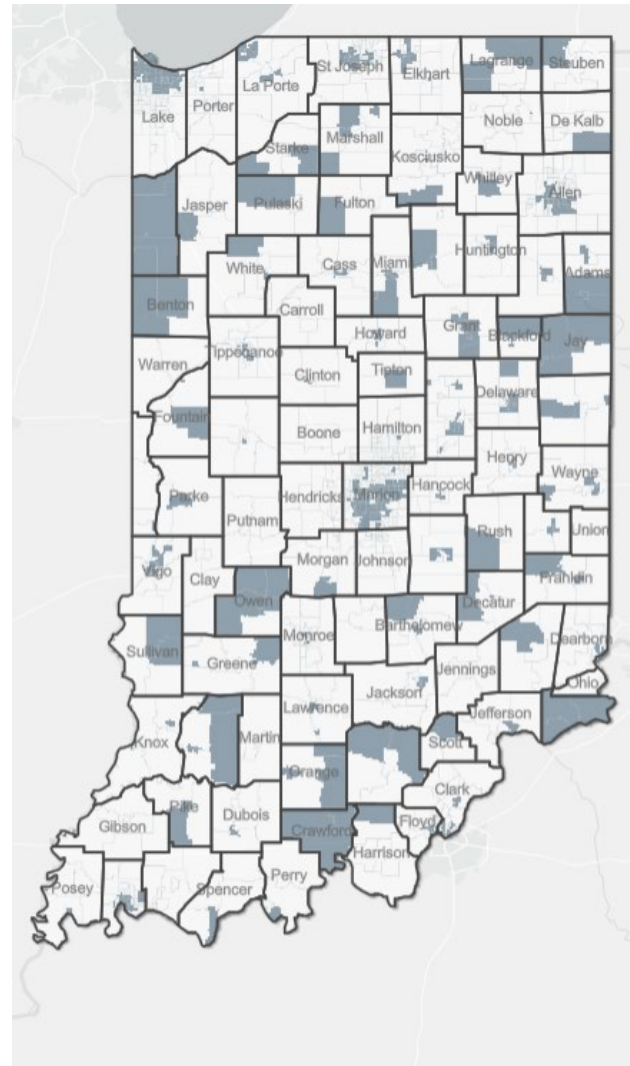 St Joseph
Elkhart
Lagrange
Steuben
La Porte
Porter
Lake
Noble
De Kalb
Marshall
Starke
Kosciusko
Whitley
Allen
Jasper
Pulaski
Fulton
Huntington
White
Cass
Miami
Adams
Benton
Carroll
Howard
Grant
Blackford
Jay
Warren
Tippecanoe
Clinton
Tipton
Delaware
Fountain
Boone
Hamilton
Henry
Wayne
Parke
Hendricks
Marion
Hancock
Putnam
Rush
Union
Vigo
Clay
Morgan
Johnson
Franklin
Owen
Decatur
Monroe
Bartholomew
Dearborn
Sullivan
Greene
Jennings
Ohio
Jackson
Lawrence
Jefferson
Knox
Martin
Scott
Orange
Clark
Pike
Dubois
Gibson
Crawford
Floyd
Harrison
Perry
Posey
Spencer